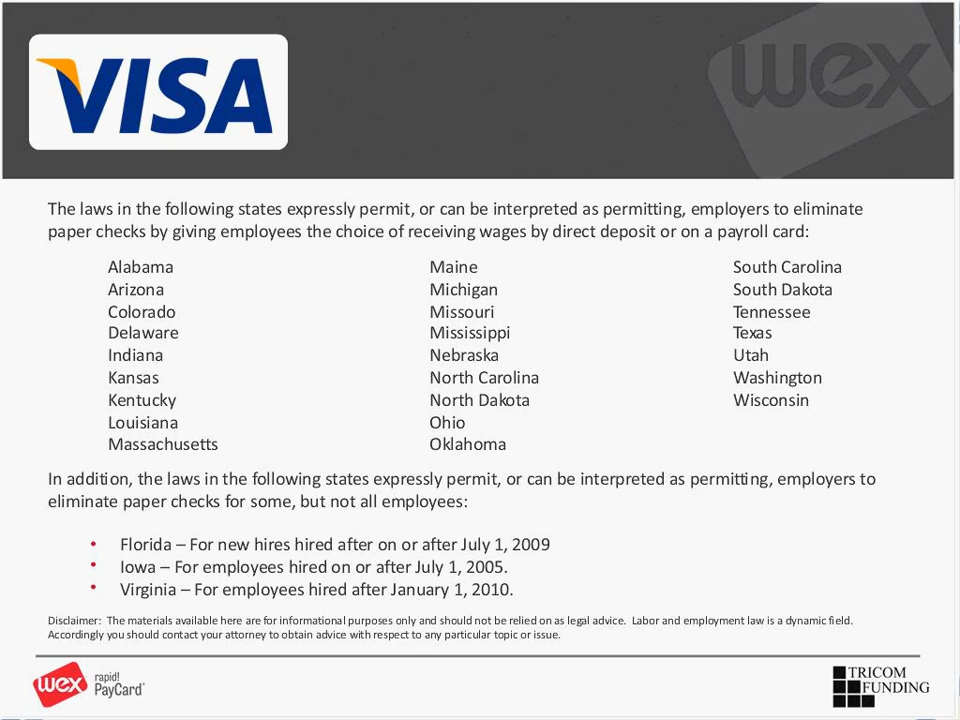 VISA
wex
The laws in the following states expressly permit, or can be interpreted as permitting, employers to eliminate
paper checks by giving employees the choice of receiving wages by direct deposit or on a payroll card:
Alabama
Arizona
Colorado
Delaware
Indiana
Kansas
Kentucky
Louisiana
Massachusetts
Maine
Michigan
Missouri
Mississippi
Nebraska
North Carolina
North Dakota
Ohio
Oklahoma
South Carolina
South Dakota
Tennessee
Texas
Utah
Washington
Wisconsin
In addition, the laws in the following states expressly permit, or can be interpreted as permitting, employers to
eliminate paper checks for some, but not all employees:
• Florida – For new hires hired after on or after July 1, 2009
• Iowa – For employees hired on or after July 1, 2005.
• Virginia – For employees hired after January 1, 2010.
Disclaimer: The materials available here are for informational purposes only and should not be relied on as legal advice. Labor and employment law is a dynamic field.
Accordingly you should contact your attorney to obtain advice with respect to any particular topic or issue.
wex
rapid!
PayCard
TRICOM
FUNDING